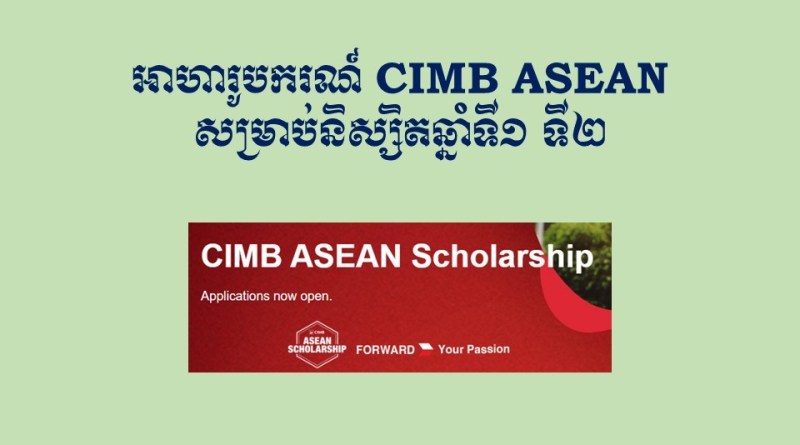 អាហារូបករណ៍ CIMB ASEAN
សម្រាប់និស្សិតឆ្នាំទី១ ទី២
CIMB ASEAN Scholarship
Applications now open.
CIMB
ASEAN
SCHOLARSHIP
FORWARD Your Passion